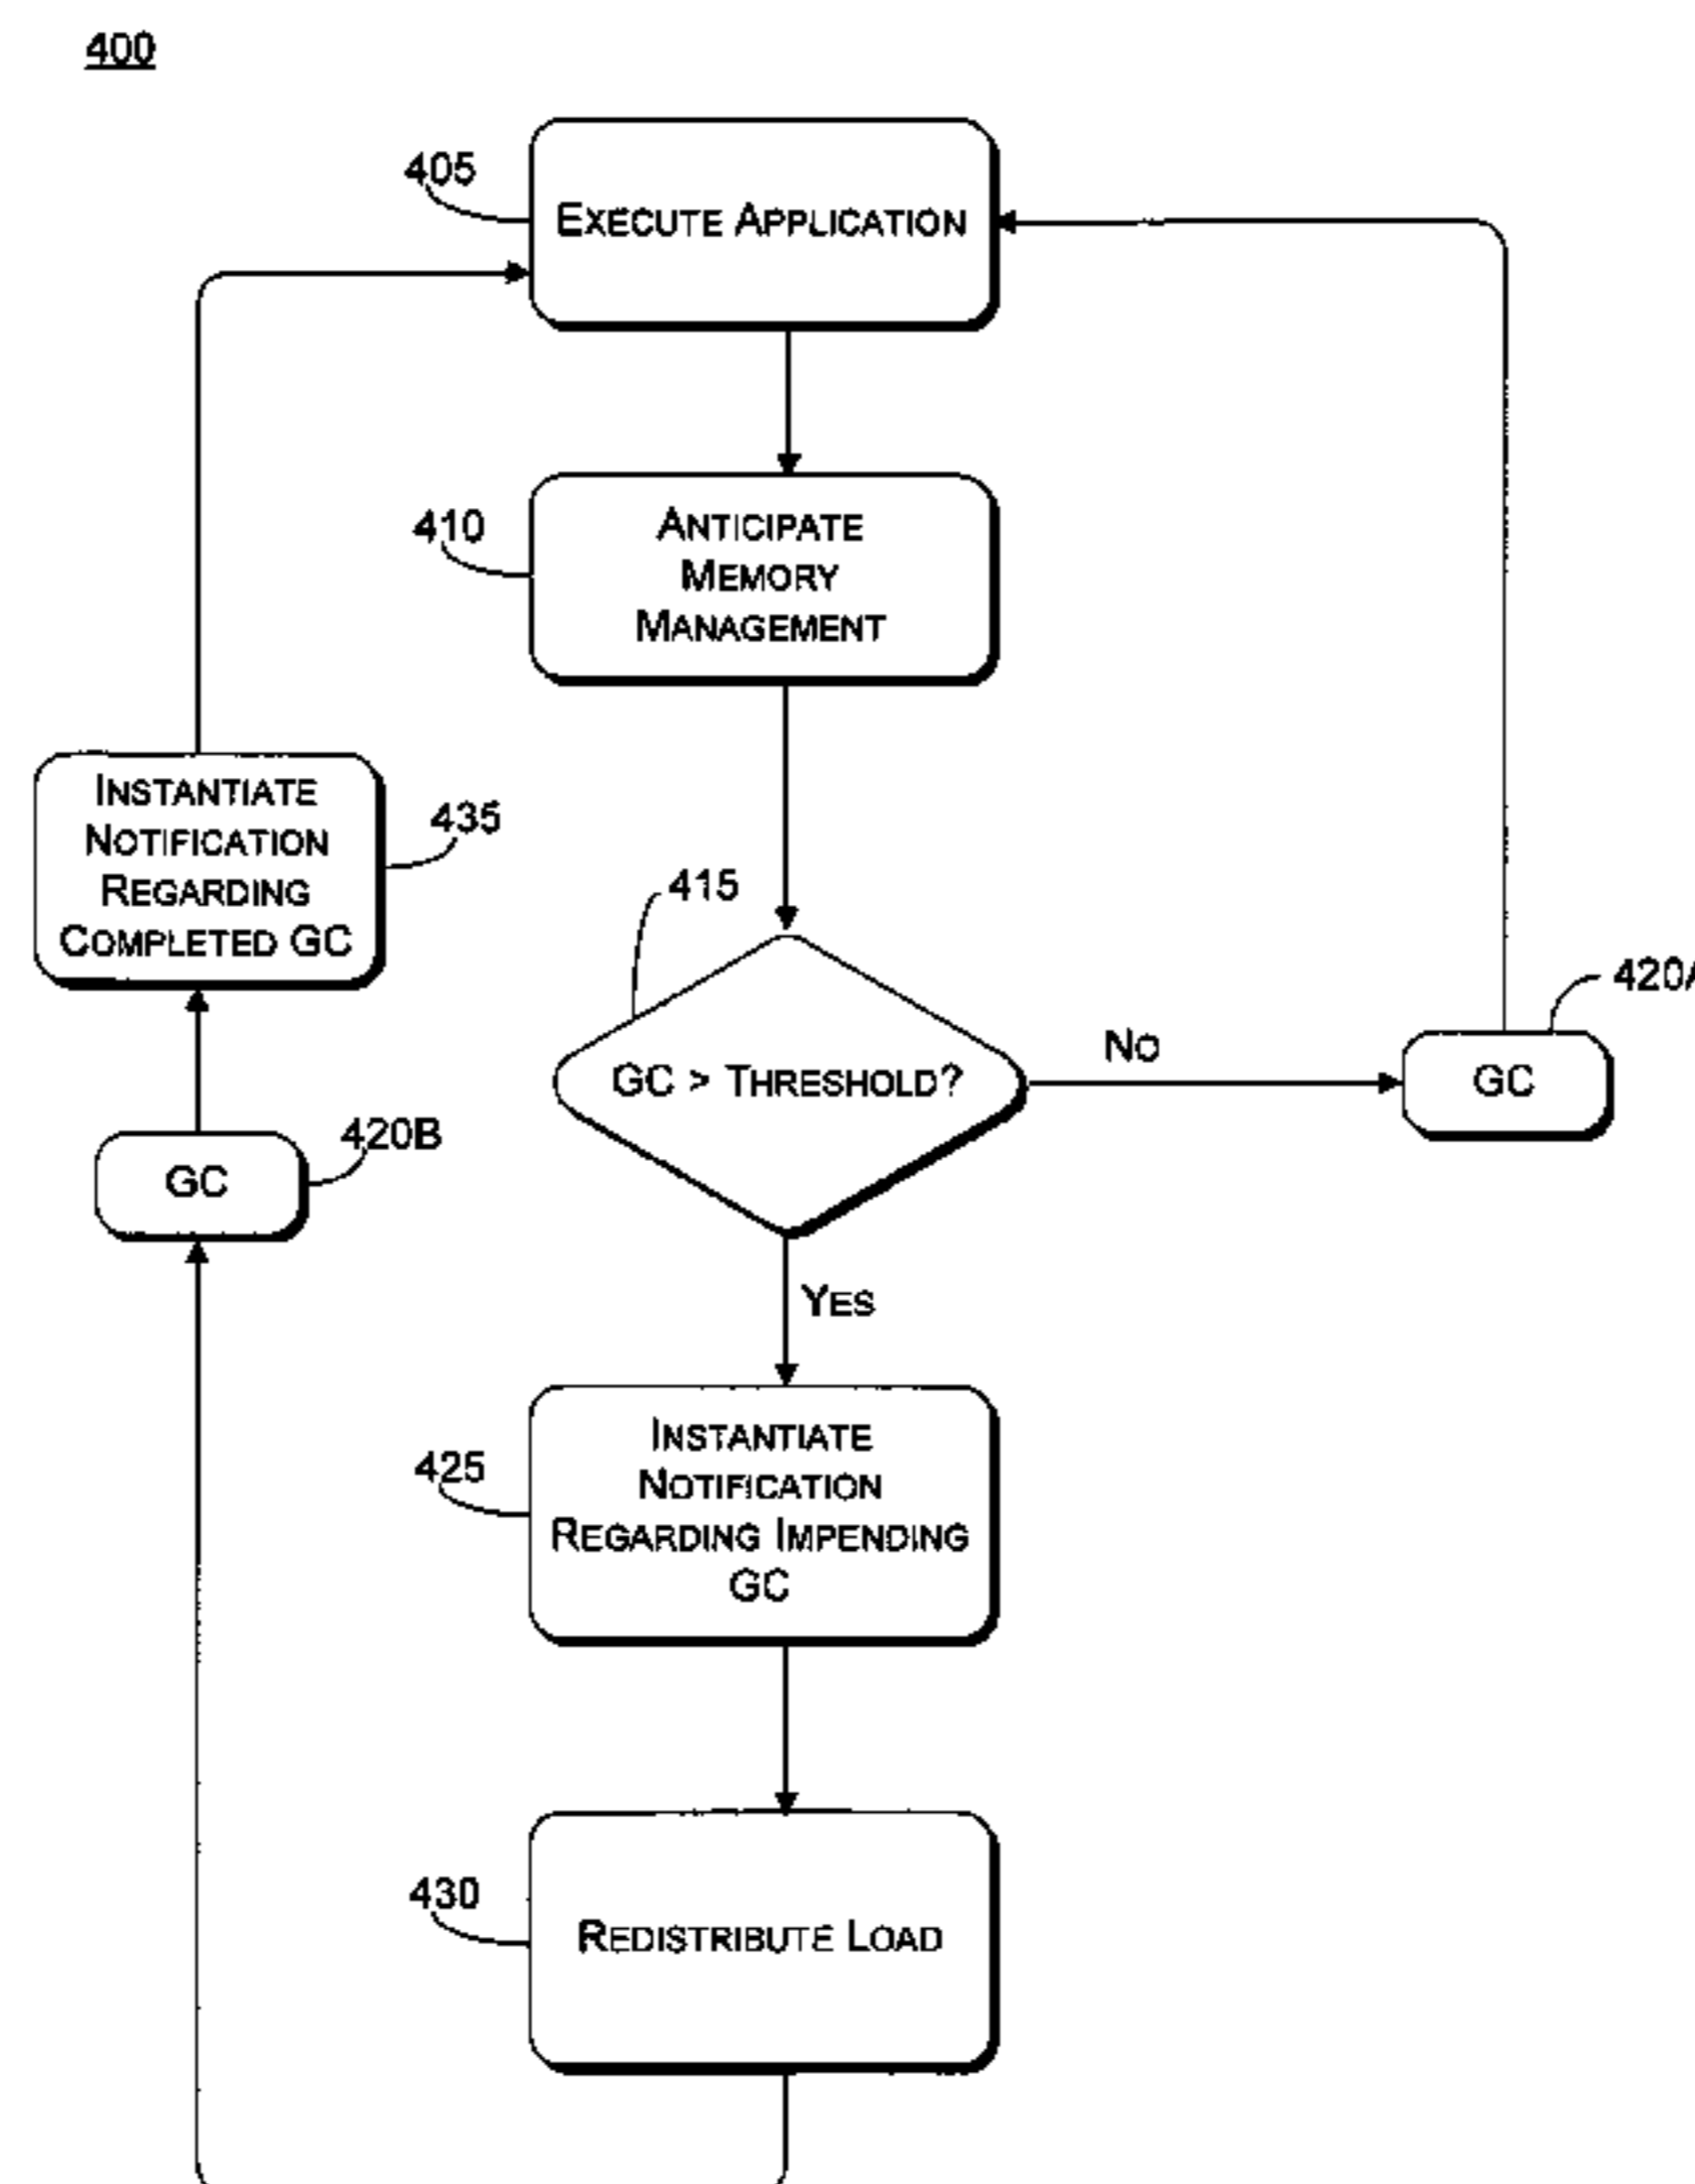 400
405
EXECUTE APPLICATION
410
ANTICIPATE
MEMORY
MANAGEMENT
INSTANTIATE
NOTIFICATION
REGARDING
COMPLETED GC
435
415
420A
GC > THRESHOLD?
NO
GC
420B
GC
YES
425
INSTANTIATE
NOTIFICATION
REGARDING IMPENDING
GC
430
REDISTRIBUTE LOAD